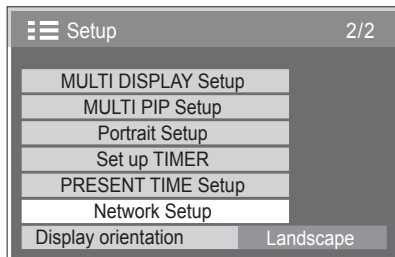 Setup 2/2
MULTI DISPLAY Setup
MULTI PIP Setup
Portrait Setup
Set up TIMER
PRESENT TIME Setup
Network Setup
Display orientation Landscape